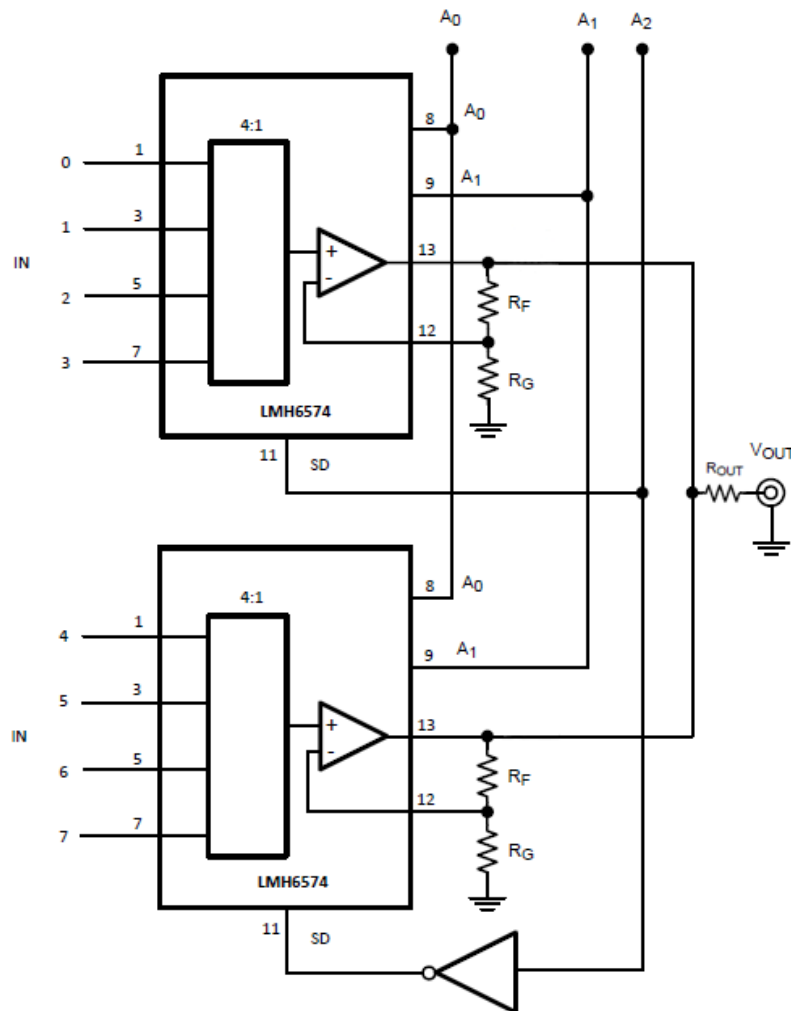 A0 A1 A2
8 A0
4:1
0 1
9 A1
1 3
+ 13
IN
-
2 5
RF
12
3 7
RG
LMH6574
11 SD
VOUT
ROUT
8 A0
4:1
4 1
9 A1
5 3
+ 13
IN
-
6 5
RF
12
7 7
RG
LMH6574
11 SD